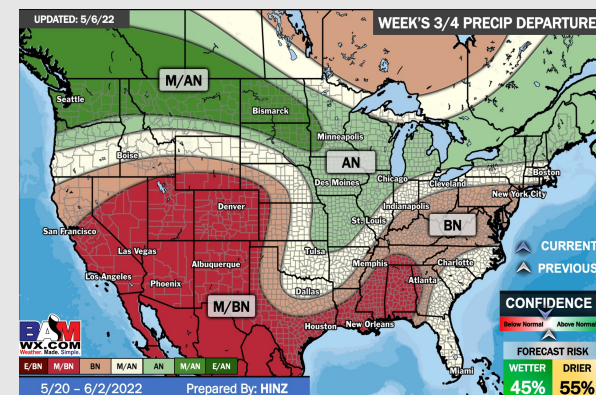 UPDATED: 5/6/22
WEEK'S 3/4 PRECIP DEPARTURE
M/AN
Seattle
Bismarck
Minneapolis
Boise
AN
Des Moines
Chicago
Cleveland
Boston
New York City
Denver
Indianapolis
St. Louis
BN
San Francisco
Las Vegas
Tulsa
CURRENT
Los Angeles
Albuquerque
Memphis
Charlotte
PREVIOUS
Phoenix
Atlanta
Dallas
M/BN
Houston
New Orleans
CONFIDENCE
Below Normal Above Normal
BAM
WX.COM
Weather. Made. Simple.
FORECAST RISK
E/BN M/BN BN M/AN AN M/AN E/AN
Miami
WETTER DRIER
45% 55%
5/20 – 6/2/2022 Prepared By: HINZ